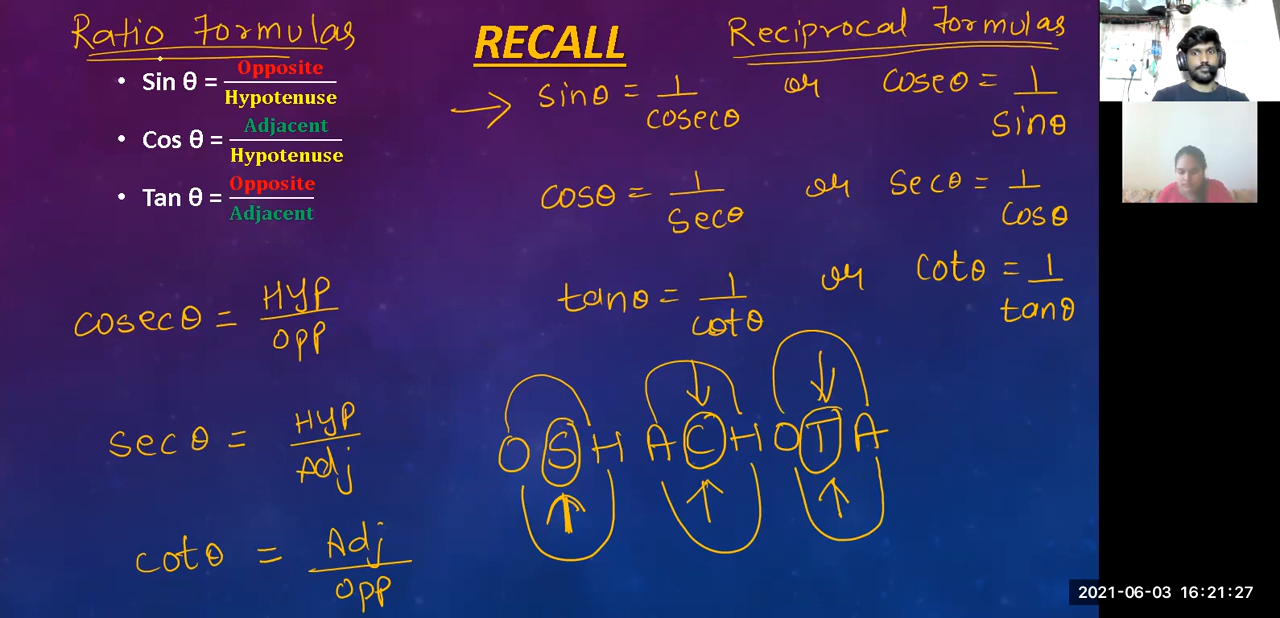 Ratio Formulas
RECALL
Reciprocal Formulas
• Sin θ = Opposite / Hypotenuse
• Cos θ = Adjacent / Hypotenuse
• Tan θ = Opposite / Adjacent
cosecθ = HYP / OPP
secθ = HYP / Adj
cotθ = Adj / OPP
→ sinθ = 1 / cosecθ or cosecθ = 1 / sinθ
cosθ = 1 / secθ or secθ = 1 / cosθ
tanθ = 1 / cotθ or cotθ = 1 / tanθ
O S H A C H O T A
2021-06-03 16:21:27